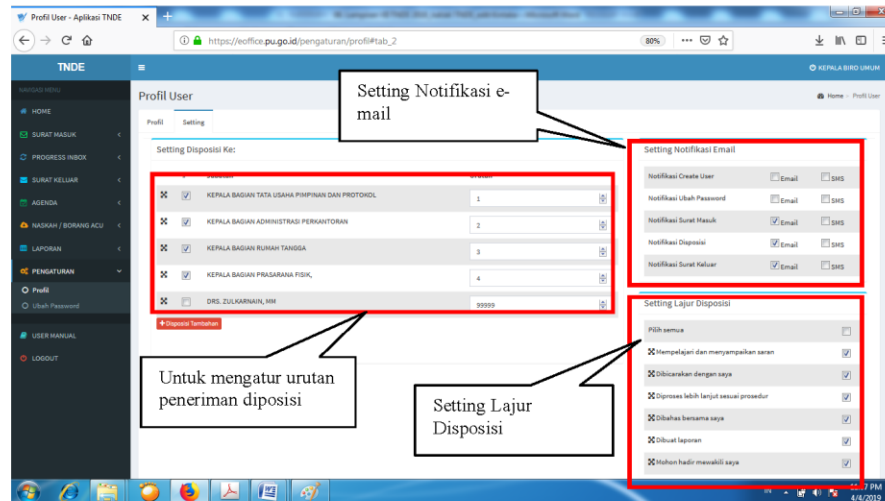 Profil User - Aplikasi TNDE
https://eoffice.pu.go.id/pengaturan/profil#tab_2
80%
TNDE
KEPALA BIRO UMUM
NAVIGASI MENU
HOME
SURAT MASUK
PROGRESS INBOX
SURAT KELUAR
AGENDA
NASKAH / BORANG ACU
LAPORAN
PENGATURAN
Profil
Ubah Password
USER MANUAL
LOGOUT
Profil User
Home - Profil User
Profil Setting
Setting Disposisi Ke:
KEPALA BAGIAN TATA USAHA PIMPINAN DAN PROTOKOL 1
KEPALA BAGIAN ADMINISTRASI PERKANTORAN 2
KEPALA BAGIAN RUMAH TANGGA 3
KEPALA BAGIAN PRASARANA FISIK, 4
DRS. ZULKARNAIN, MM 99999
+Disposisi Tambahan
Setting Notifikasi e-
mail
Untuk mengatur urutan
peneriman diposisi
Setting Lajur
Disposisi
Setting Notifikasi Email
Notifikasi Create User Email SMS
Notifikasi Ubah Password Email SMS
Notifikasi Surat Masuk Email SMS
Notifikasi Disposisi Email SMS
Notifikasi Surat Keluar Email SMS
Setting Lajur Disposisi
Pilih semua
Mempelajari dan menyampaikan saran
Dibicarakan dengan saya
Diproses lebih lanjut sesuai prosedur
Dibahas bersama saya
Dibuat laporan
Mohon hadir mewakili saya
IN
PM
4/4/2019